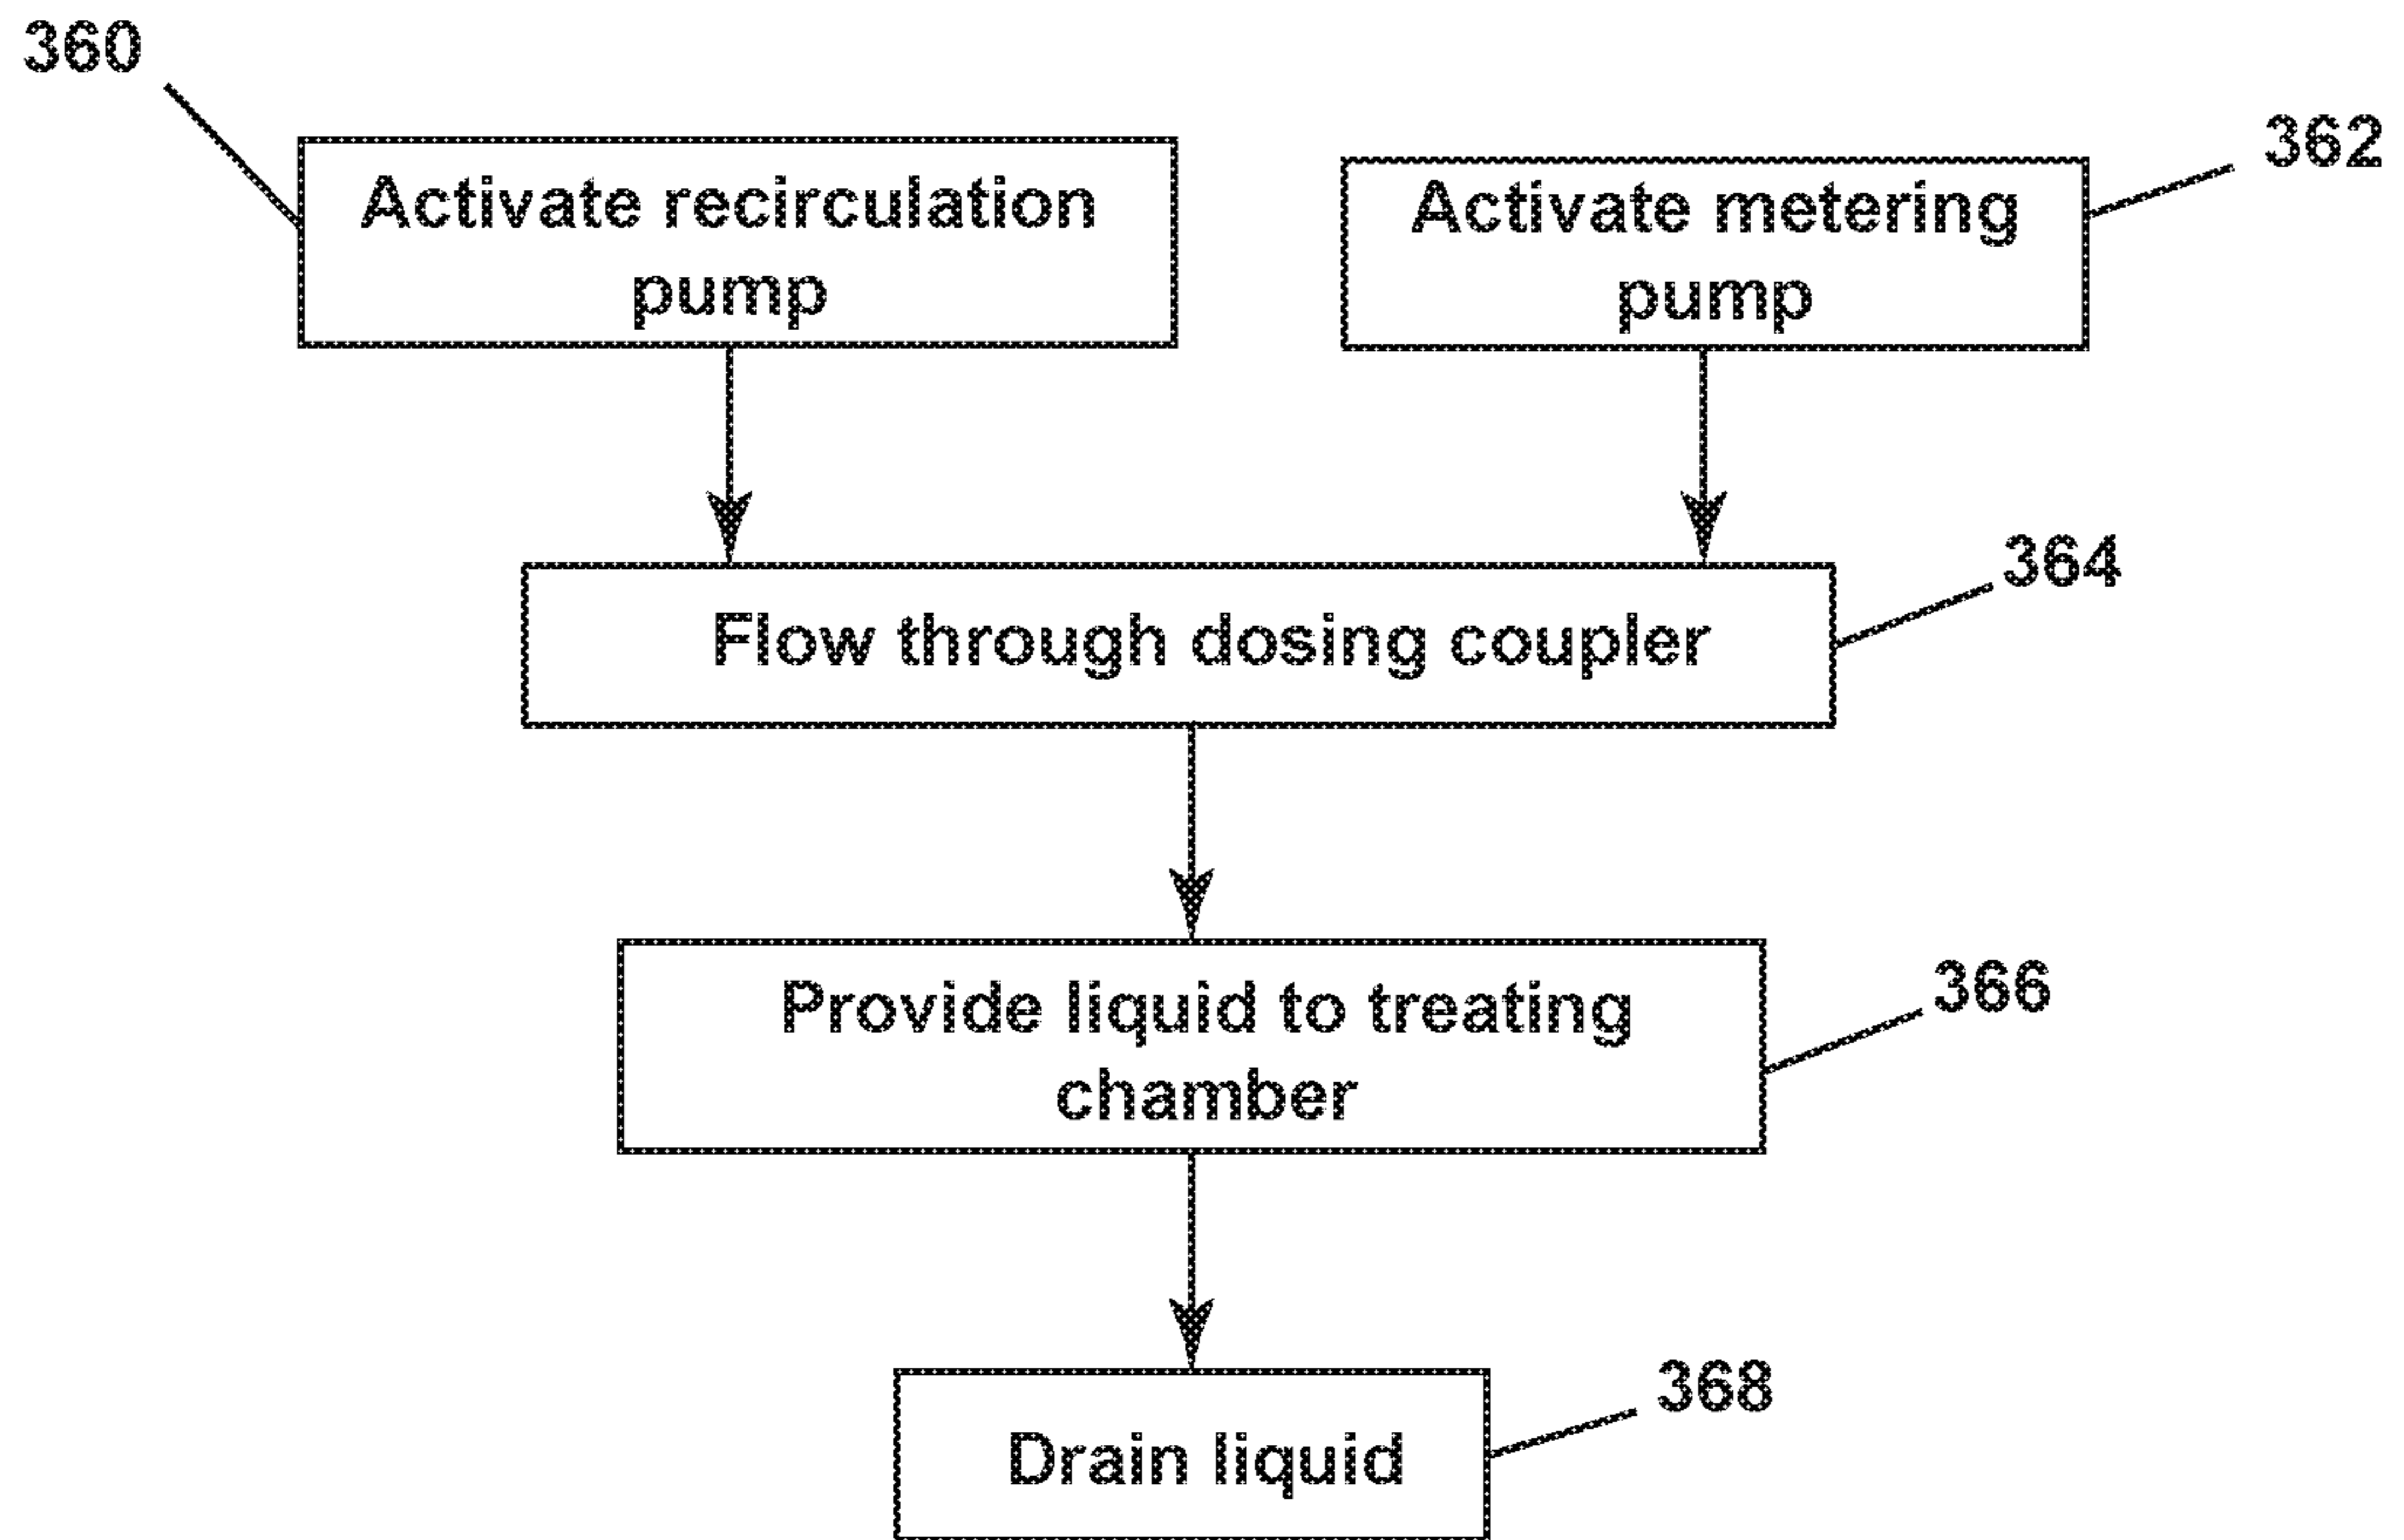 360
Activate recirculation
pump
362
Activate metering
pump
364
Flow through dosing coupler
366
Provide liquid to treating
chamber
368
Drain liquid